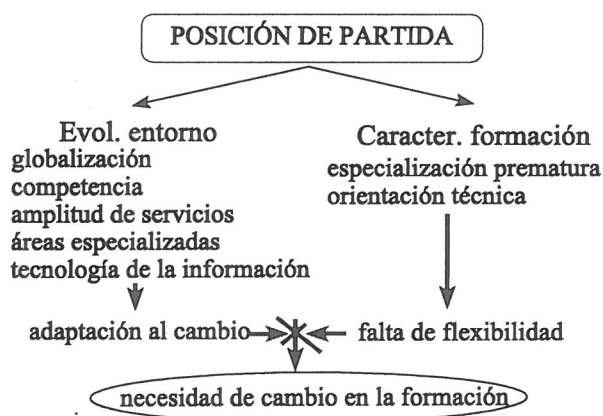 POSICIÓN DE PARTIDA
Evol. entorno
globalización
competencia
amplitud de servicios
áreas especializadas
tecnología de la información
Caracter. formación
especialización prematura
orientación técnica
adaptación al cambio
falta de flexibilidad
necesidad de cambio en la formación